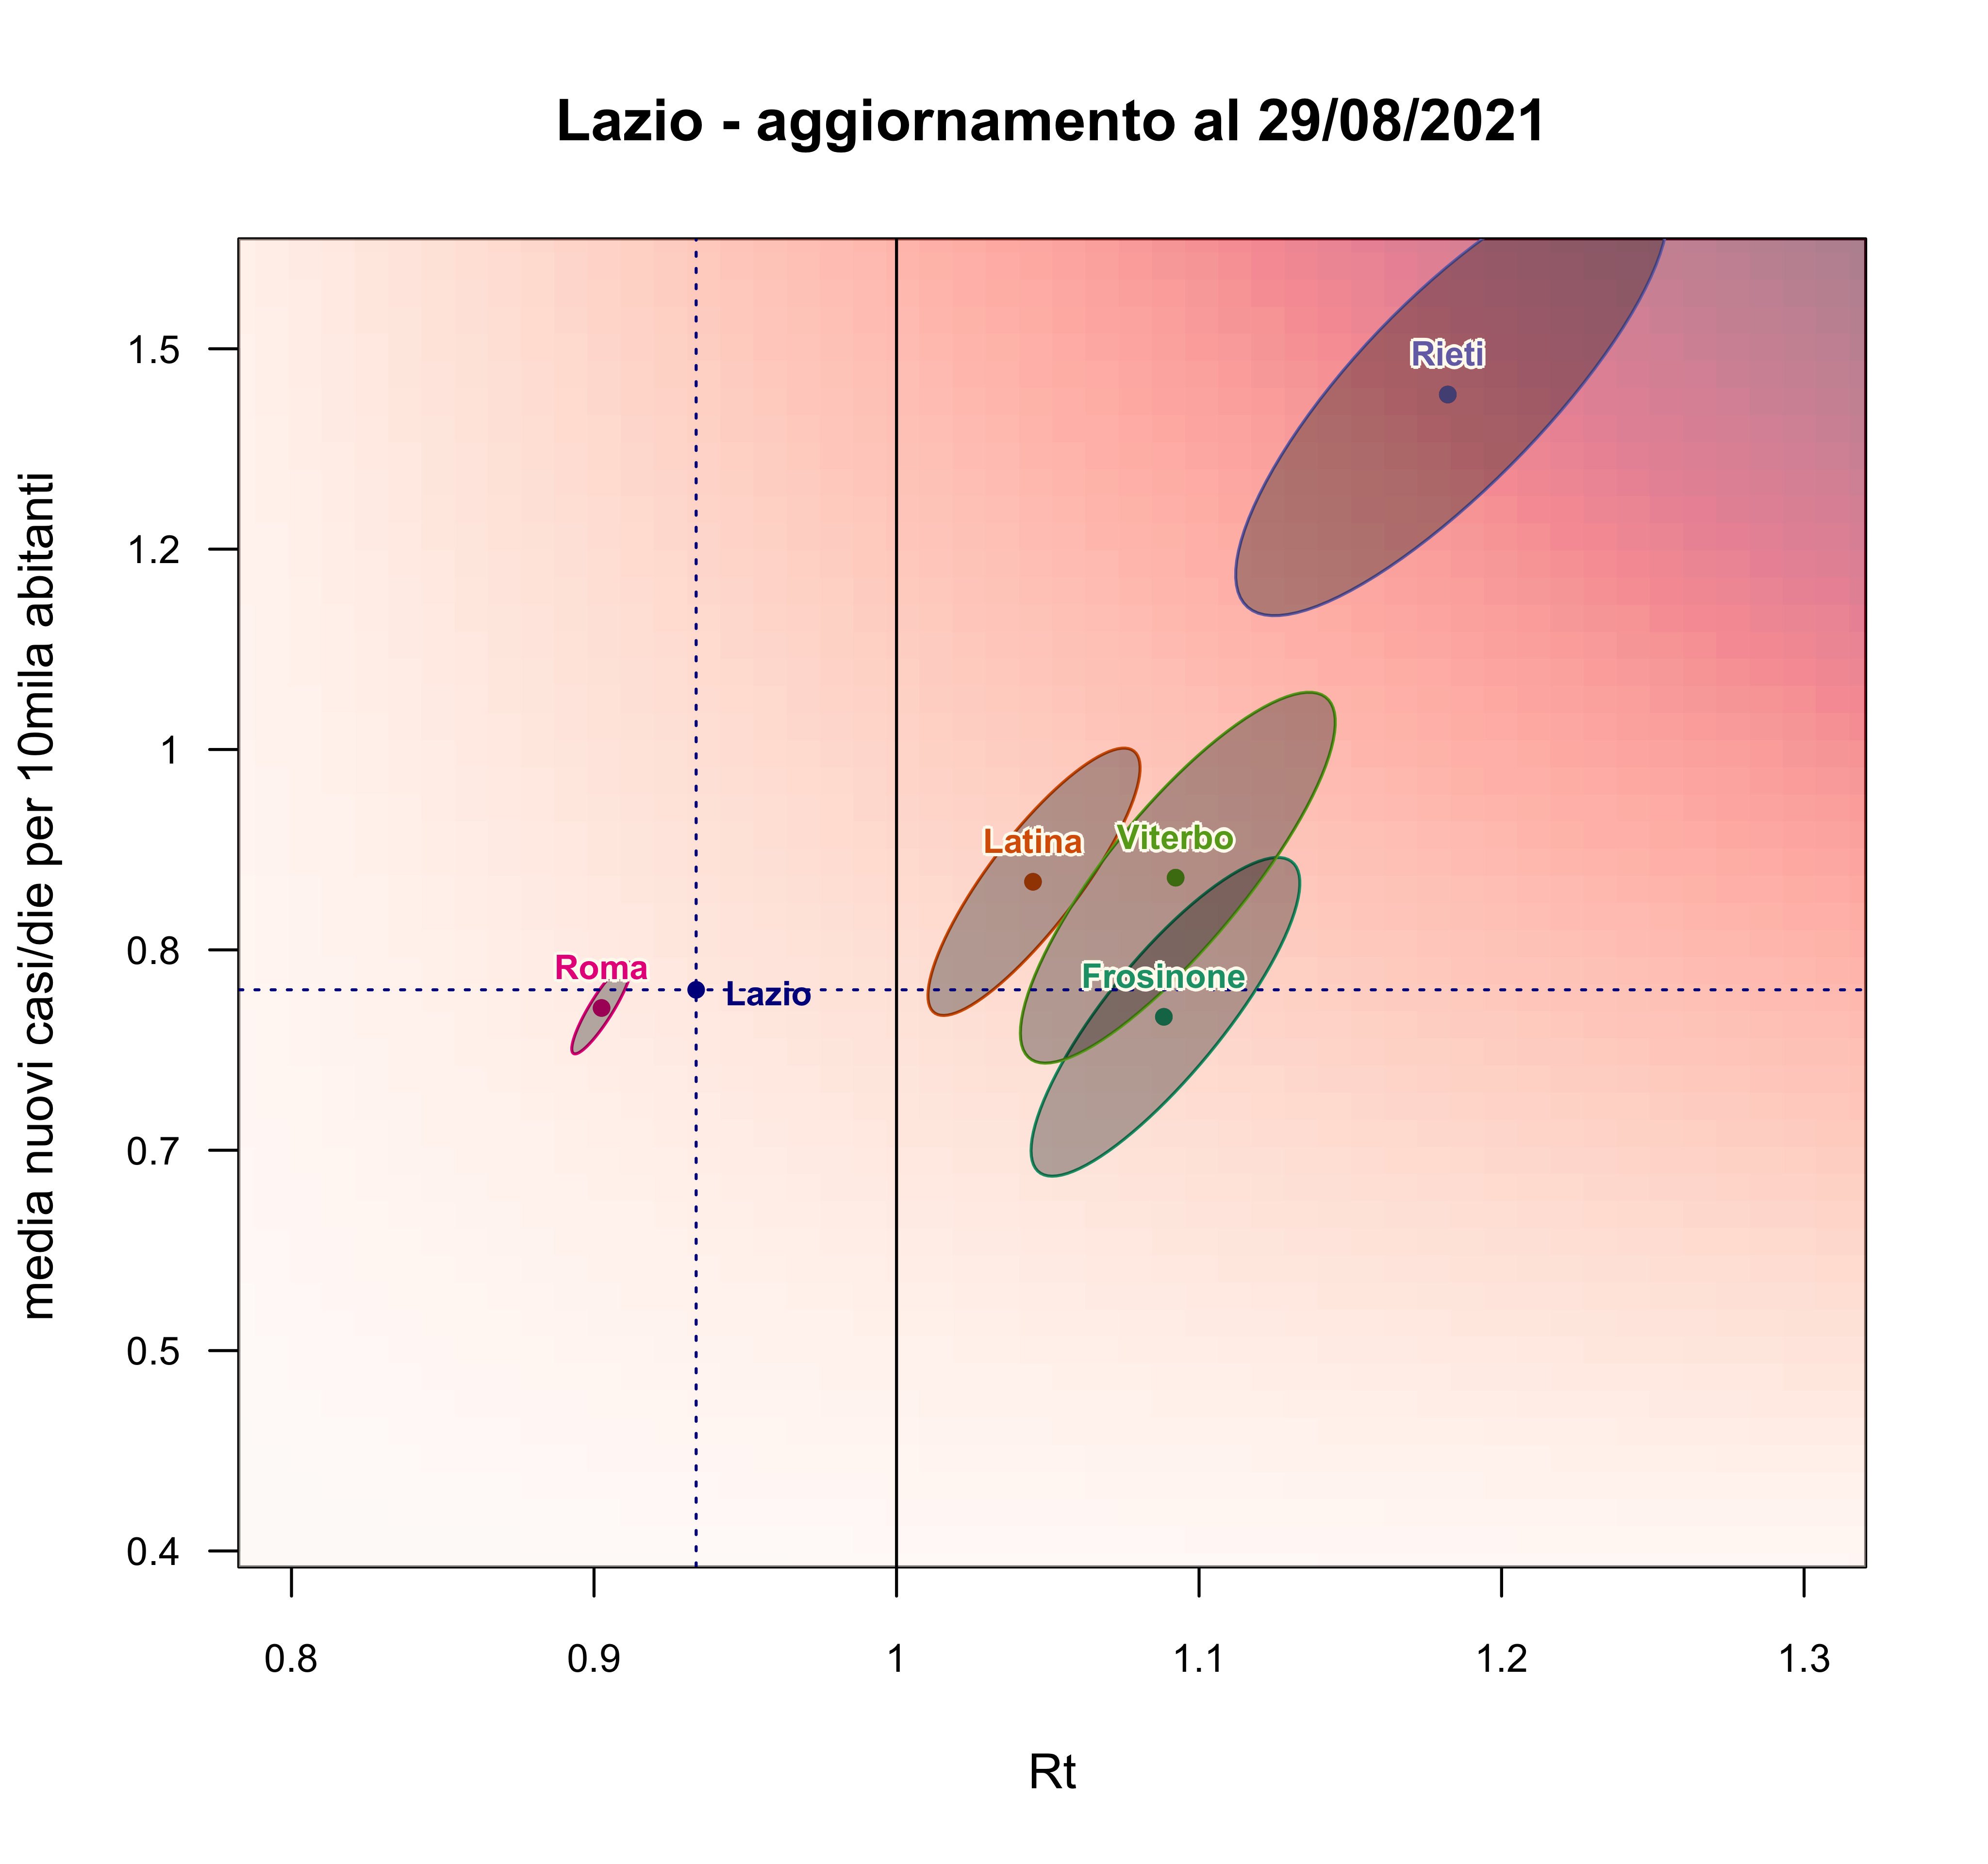 Lazio - aggiornamento al 29/08/2021
media nuovi casi/die per 10mila abitanti
1.5
1.2
1
0.8
0.7
0.5
0.4
Rieti
Latina
Viterbo
Roma
Lazio
Frosinone
0.8
0.9
1
1.1
1.2
1.3
Rt